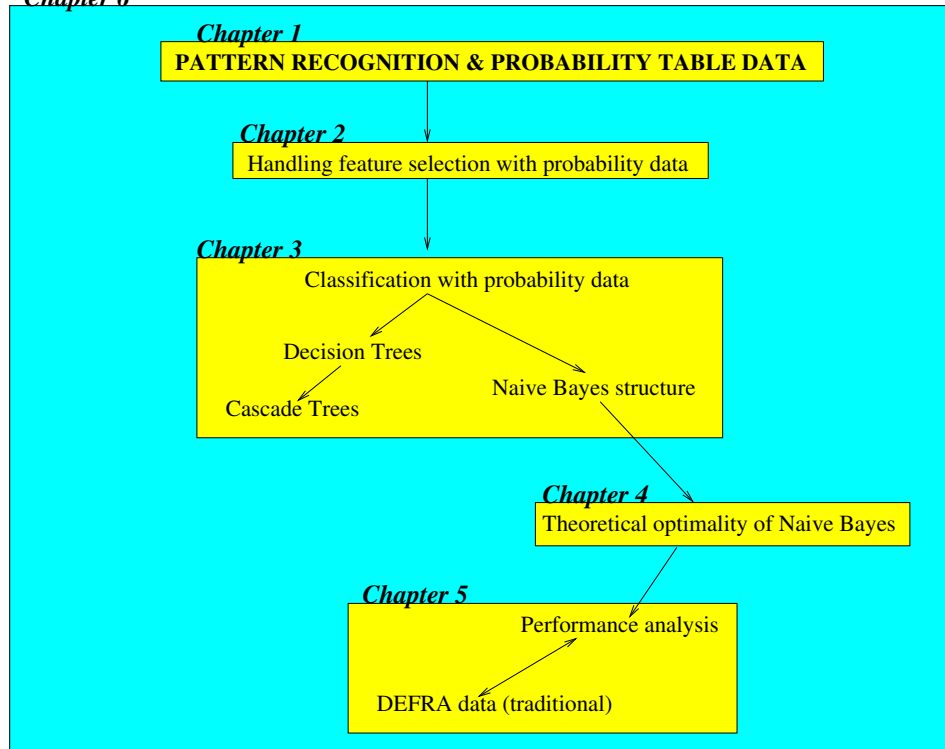 Chapter 6
Chapter 1
PATTERN RECOGNITION & PROBABILITY TABLE DATA
Chapter 2
Handling feature selection with probability data
Chapter 3
Classification with probability data
Decision Trees
Naive Bayes structure
Cascade Trees
Chapter 4
Theoretical optimality of Naive Bayes
Chapter 5
Performance analysis
DEFRA data (traditional)